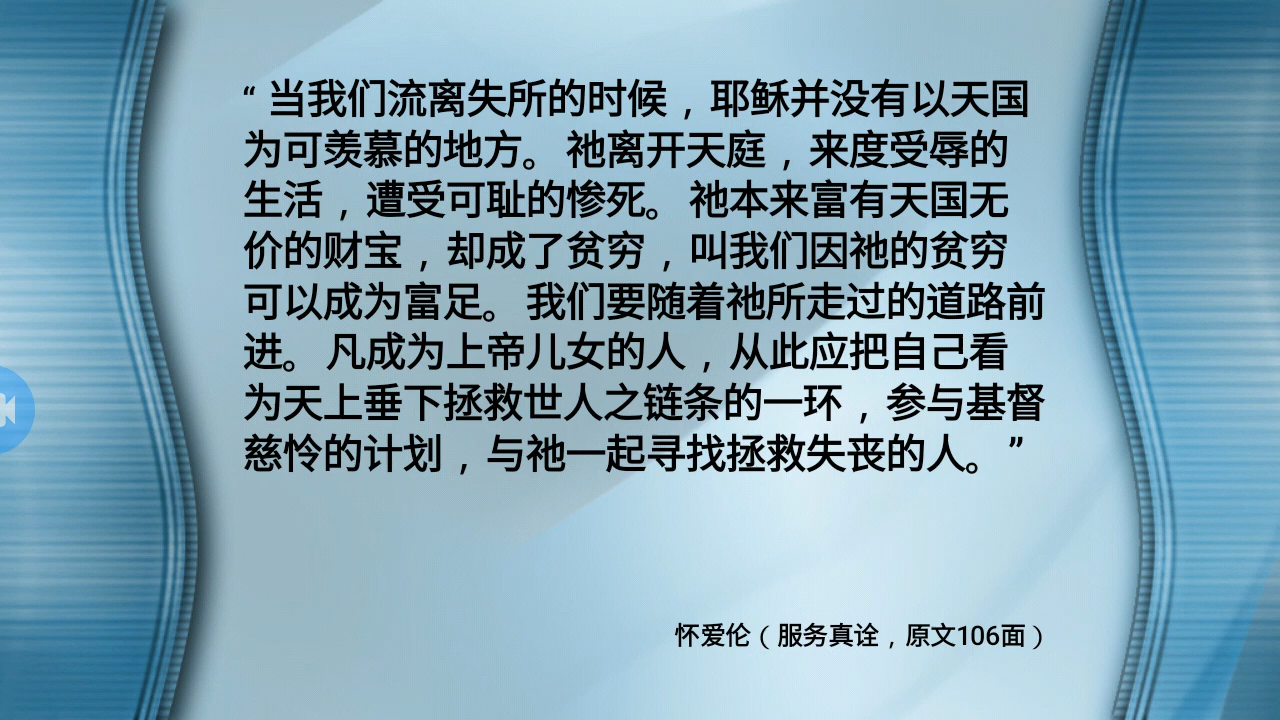 “ 当我们流离失所的时候，耶稣并没有以天国
为可羡慕的地方。 祂离开天庭，来度受辱的
生活，遭受可耻的惨死。 祂本来富有天国无
价的财宝，却成了贫穷，叫我们因祂的贫穷
可以成为富足。 我们要随着祂所走过的道路前
进。 凡成为上帝儿女的人，从此应把自己看
为天上垂下拯救世人之链条的一环，参与基督
慈怜的计划，与祂一起寻找拯救失丧的人。 ”
怀爱伦（服务真诠，原文106面）